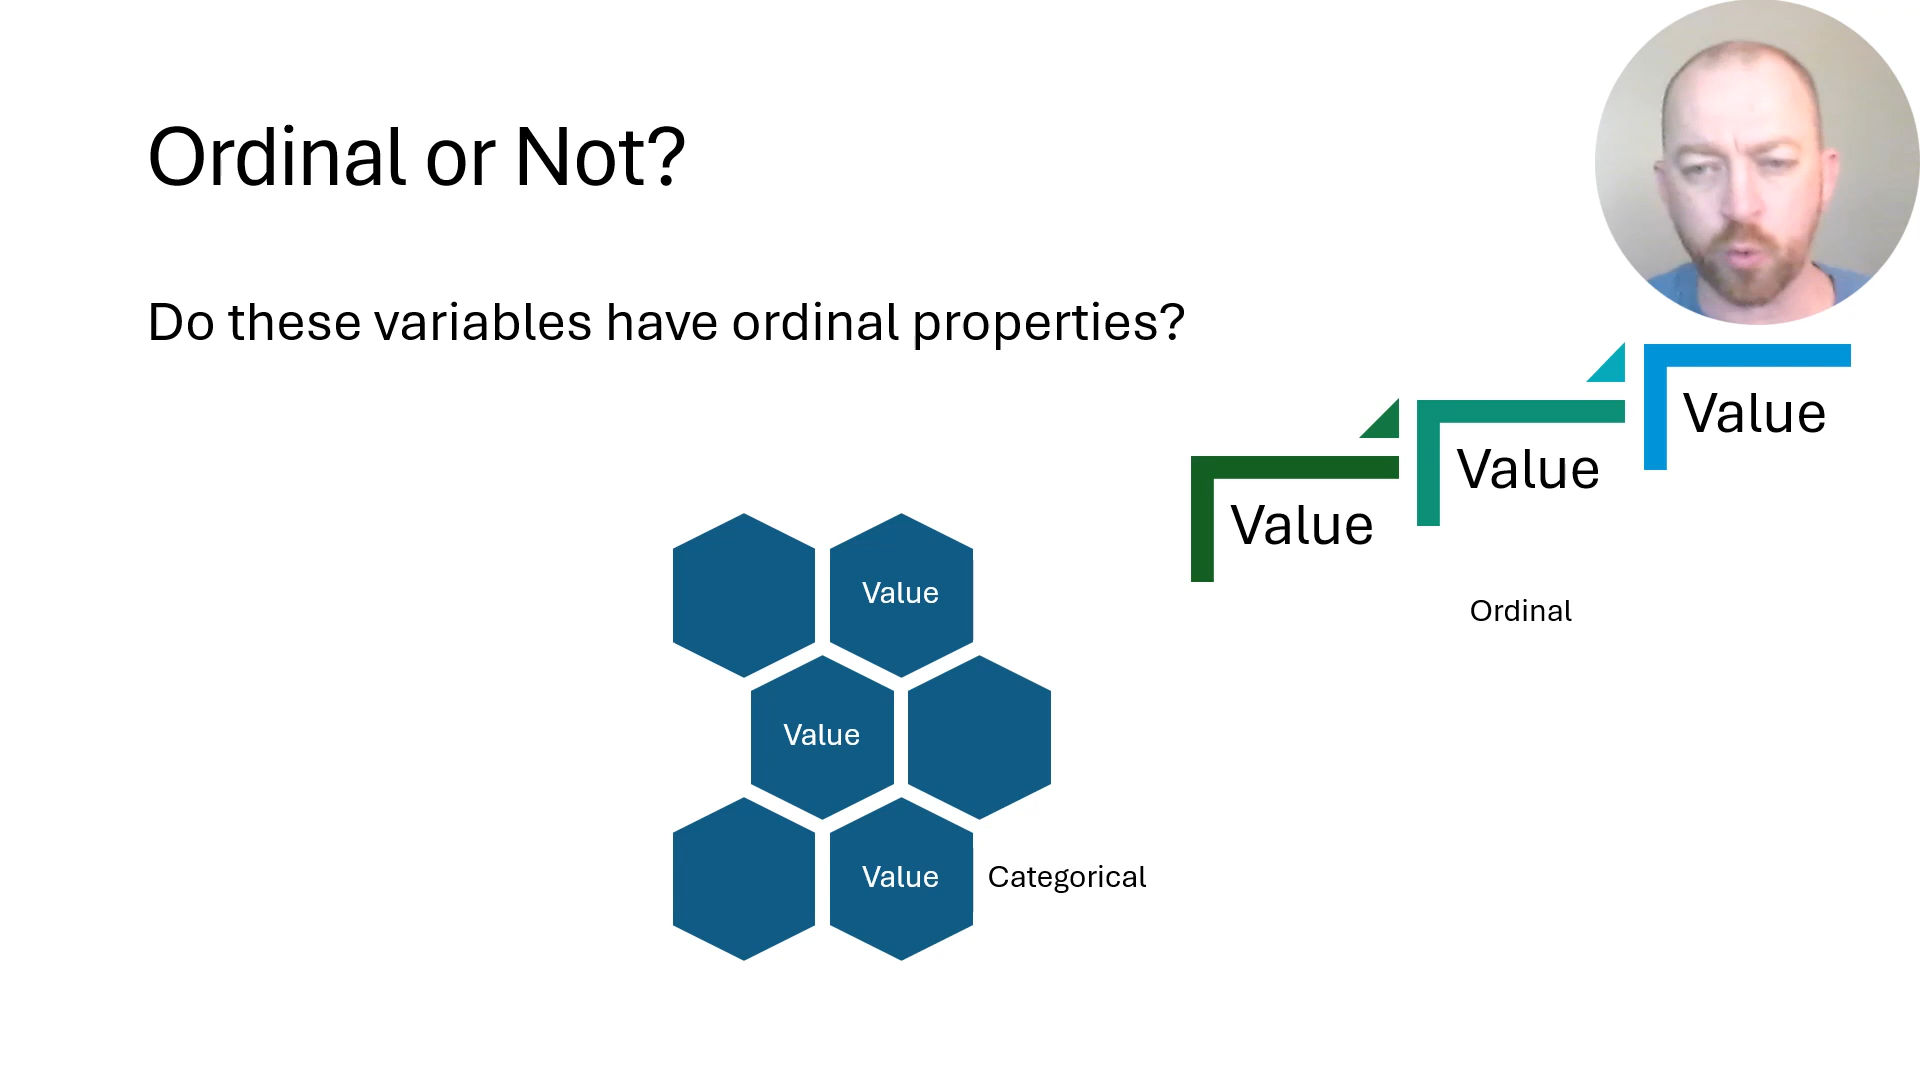 Ordinal or Not?
Do these variables have ordinal properties?
Value
Value
Value
Ordinal
Value
Value
Value
Categorical